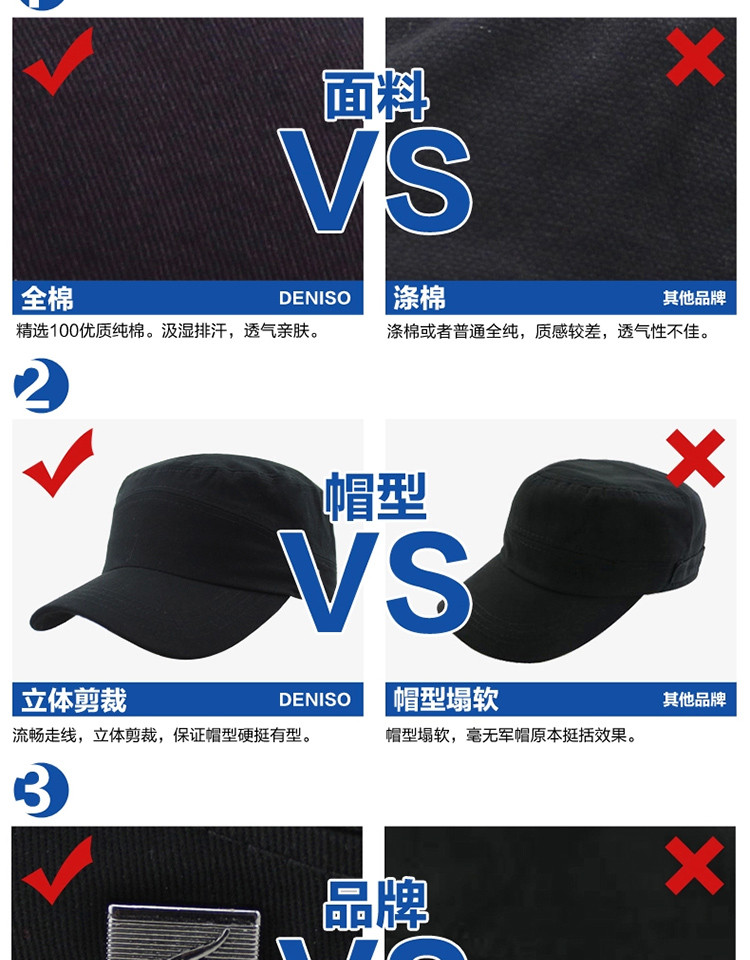 面料
VS
全棉 DENISO
涤棉 其他品牌
精选100优质纯棉。汲湿排汗，透气亲肤。
涤棉或者普通全纯，质感较差，透气性不佳。
2
帽型
VS
立体剪裁 DENISO
帽型塌软 其他品牌
流畅走线，立体剪裁，保证帽型硬挺有型。
帽型塌软，毫无军帽原本挺括效果。
3
品牌
VS